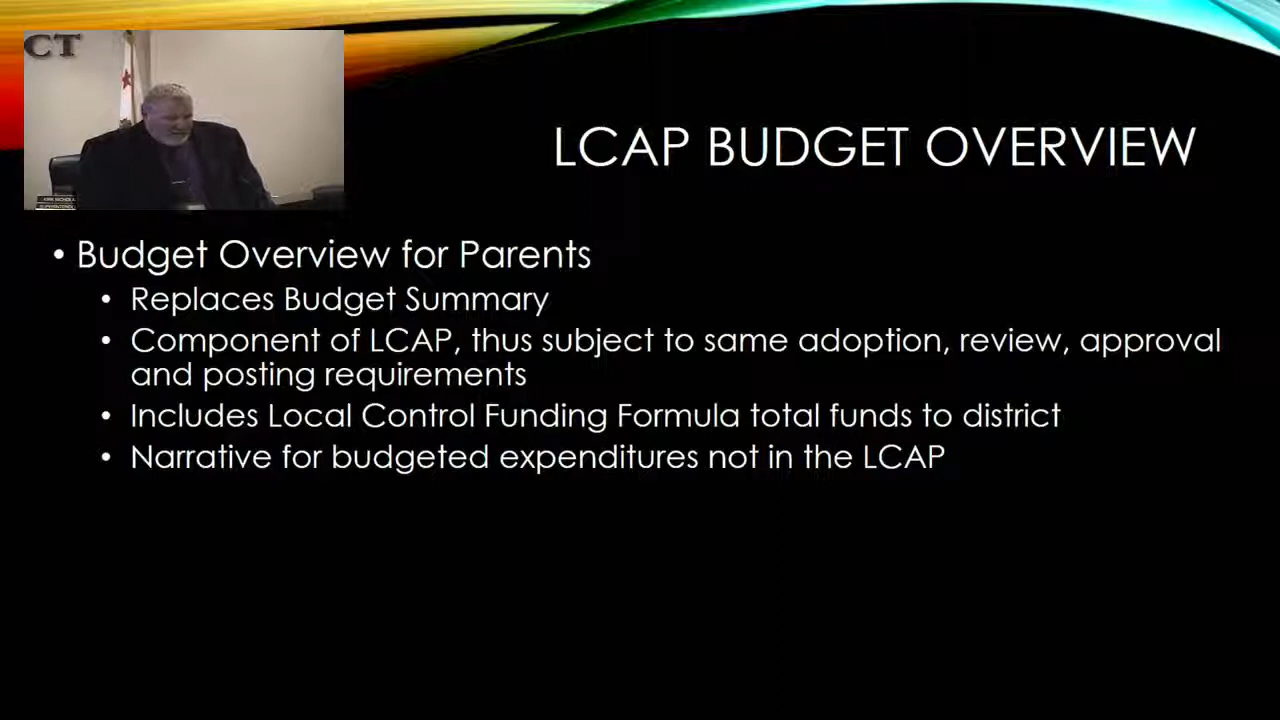 CT
LCAP BUDGET OVERVIEW
• Budget Overview for Parents
• Replaces Budget Summary
• Component of LCAP, thus subject to same adoption, review, approval
and posting requirements
• Includes Local Control Funding Formula total funds to district
• Narrative for budgeted expenditures not in the LCAP